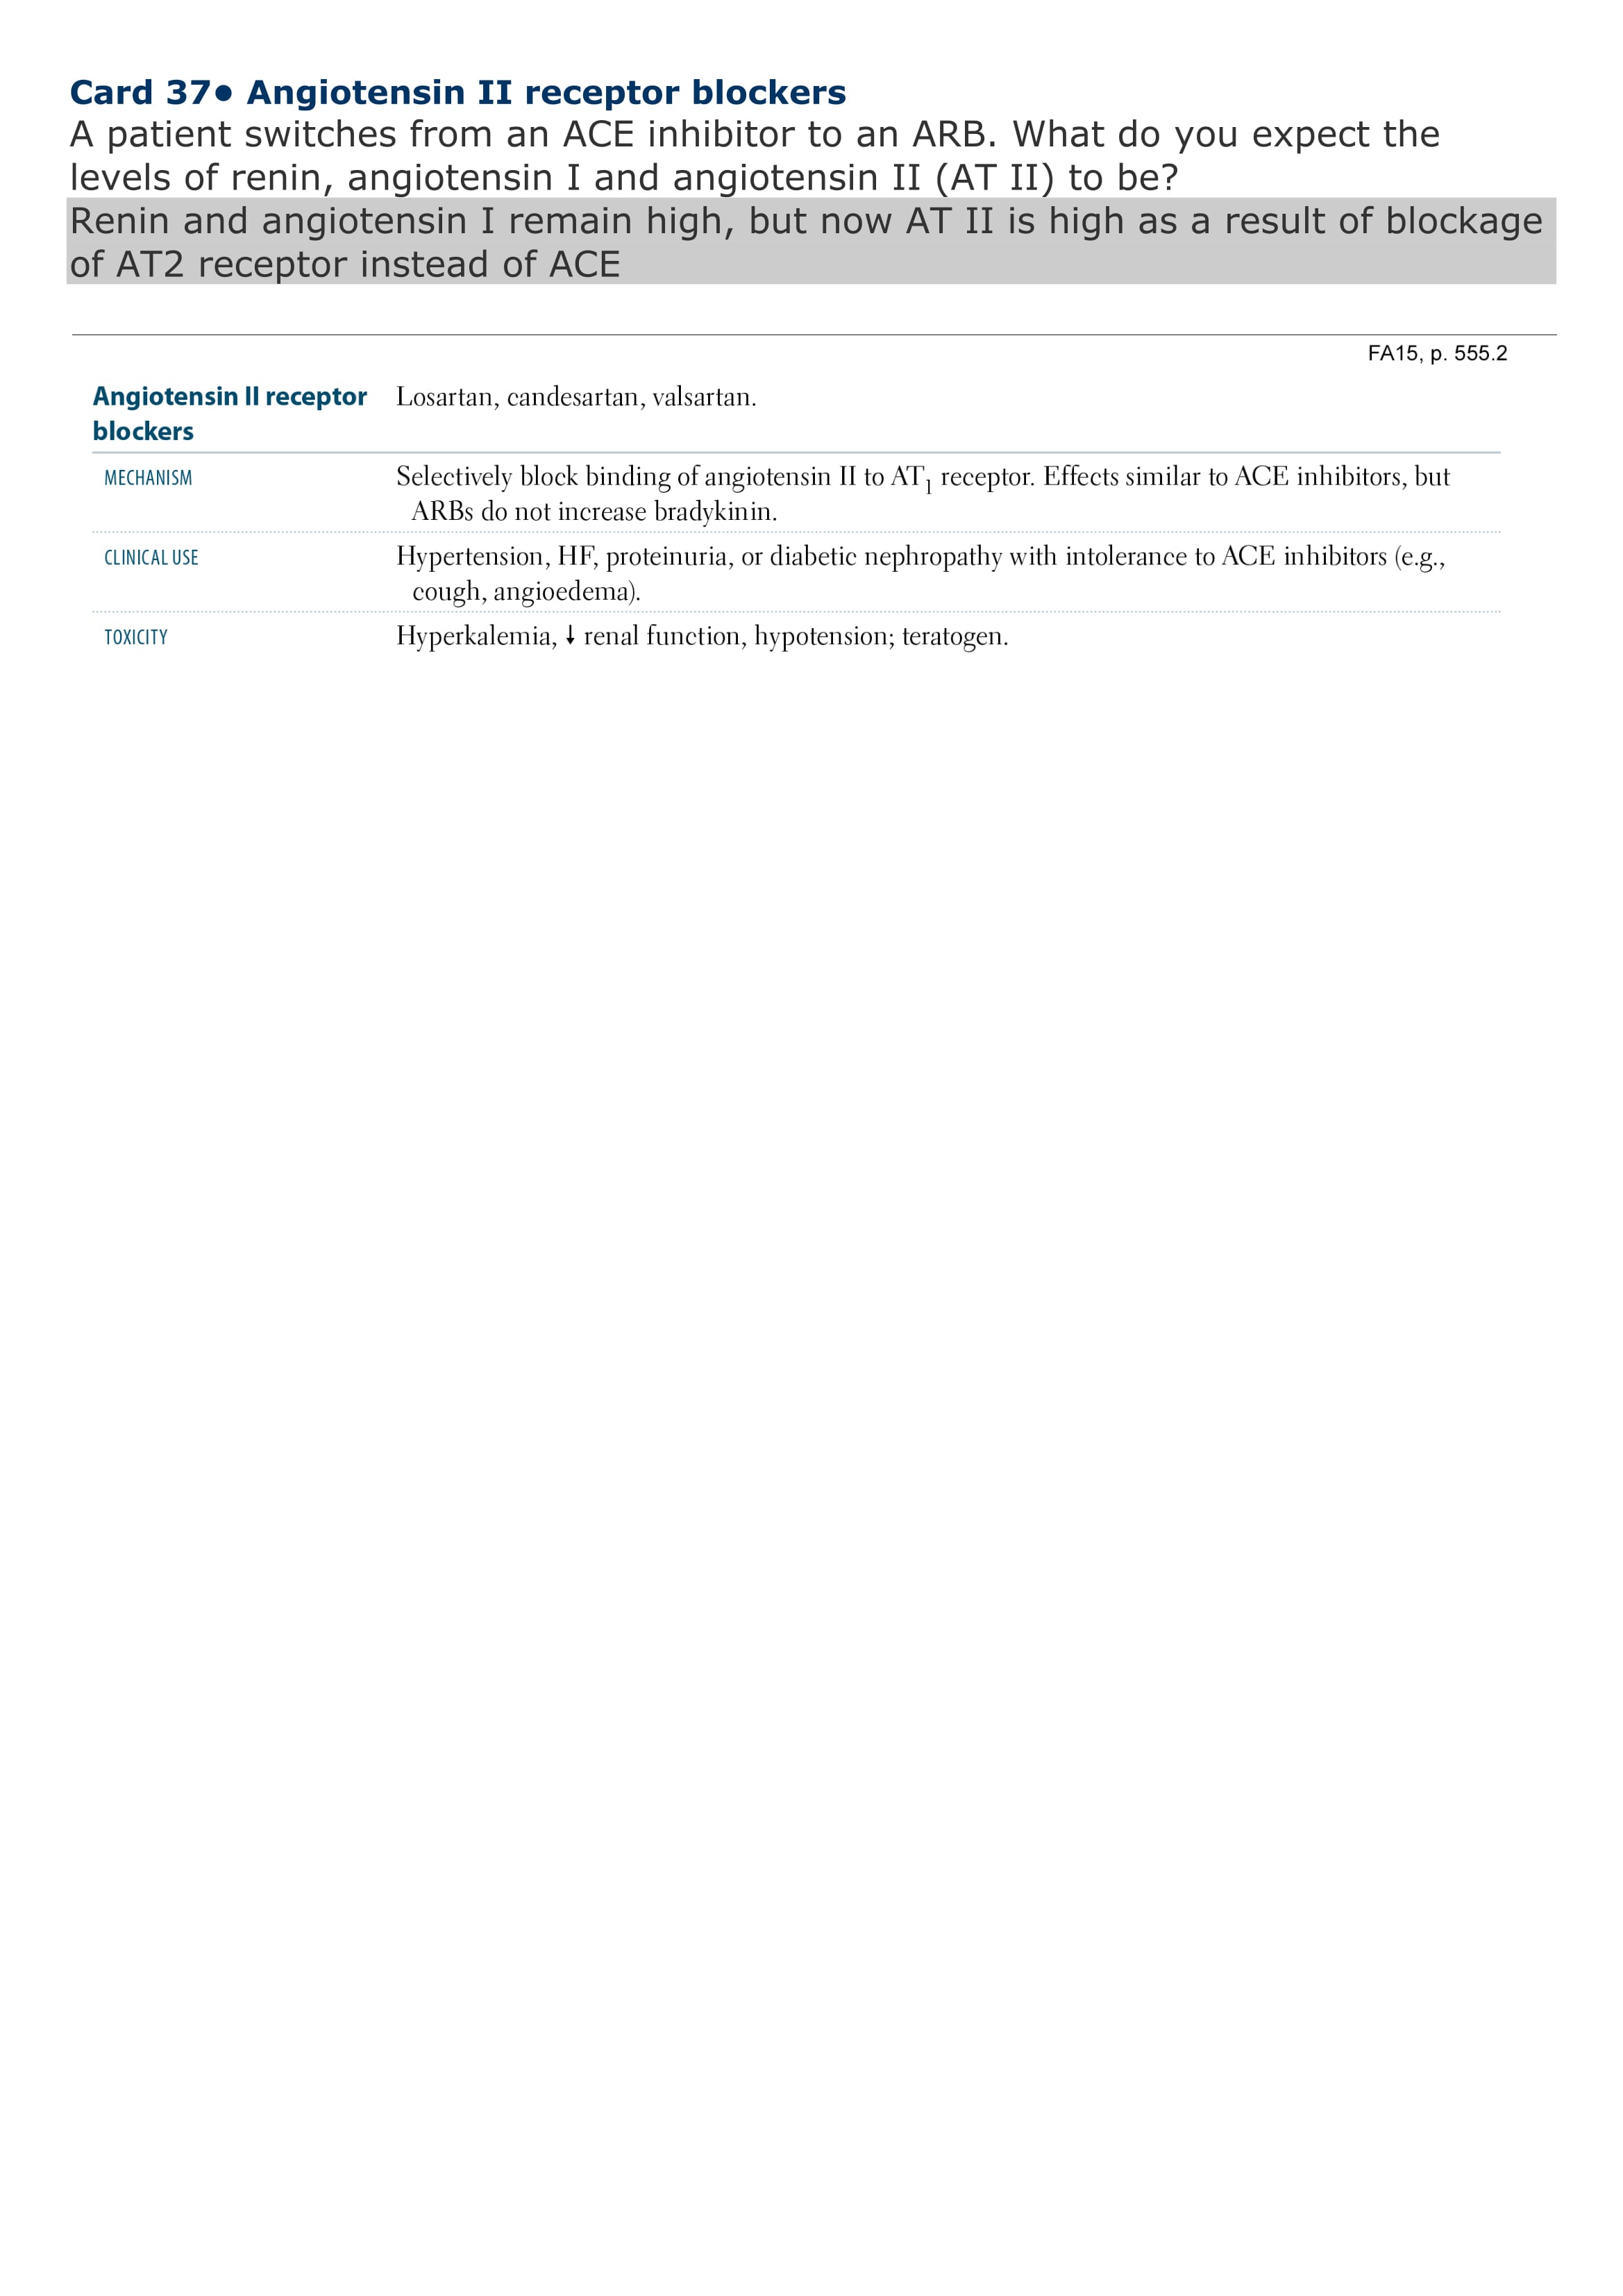 Card 37● Angiotensin II receptor blockers
A patient switches from an ACE inhibitor to an ARB. What do you expect the
levels of renin, angiotensin I and angiotensin II (AT II) to be?
Renin and angiotensin I remain high, but now AT II is high as a result of blockage
of AT2 receptor instead of ACE
FA15, p. 555.2
Angiotensin II receptor blockers
Losartan, candesartan, valsartan.
MECHANISM
Selectively block binding of angiotensin II to AT₁ receptor. Effects similar to ACE inhibitors, but
ARBs do not increase bradykinin.
CLINICAL USE
Hypertension, HF, proteinuria, or diabetic nephropathy with intolerance to ACE inhibitors (e.g.,
cough, angioedema).
TOXICITY
Hyperkalemia, ↓ renal function, hypotension; teratogen.